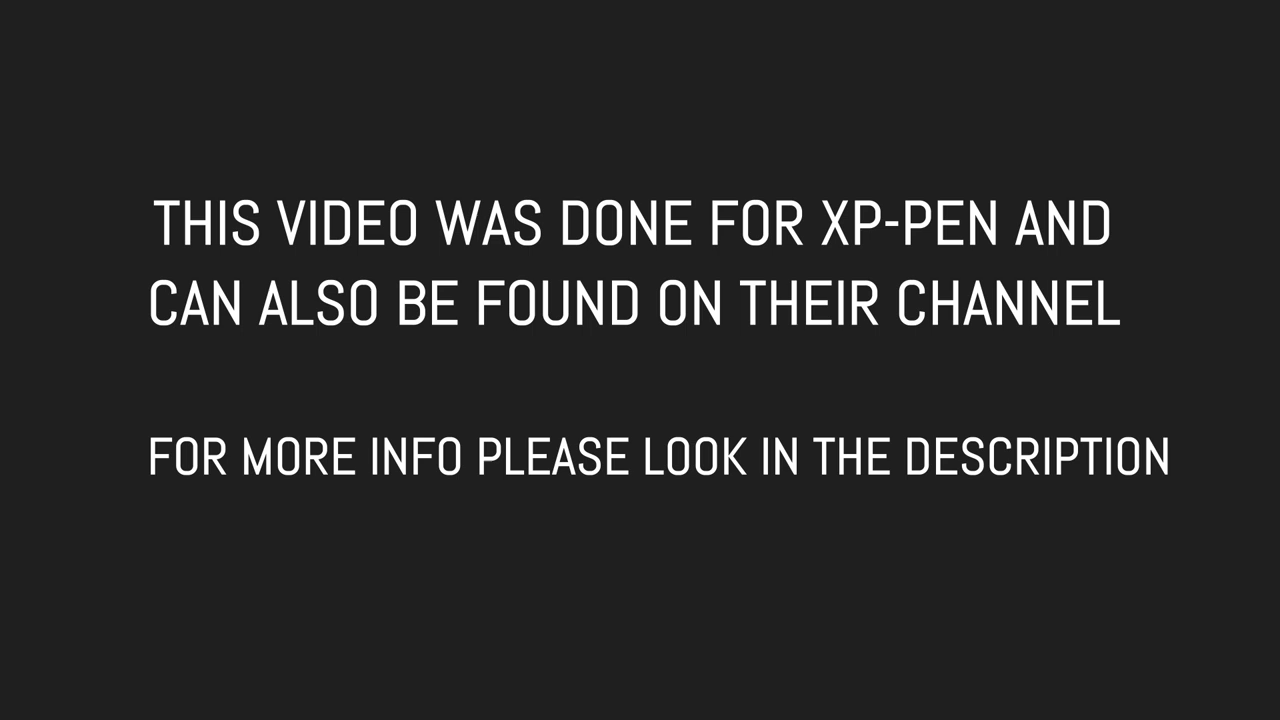 THIS VIDEO WAS DONE FOR XP-PEN AND
CAN ALSO BE FOUND ON THEIR CHANNEL
FOR MORE INFO PLEASE LOOK IN THE DESCRIPTION